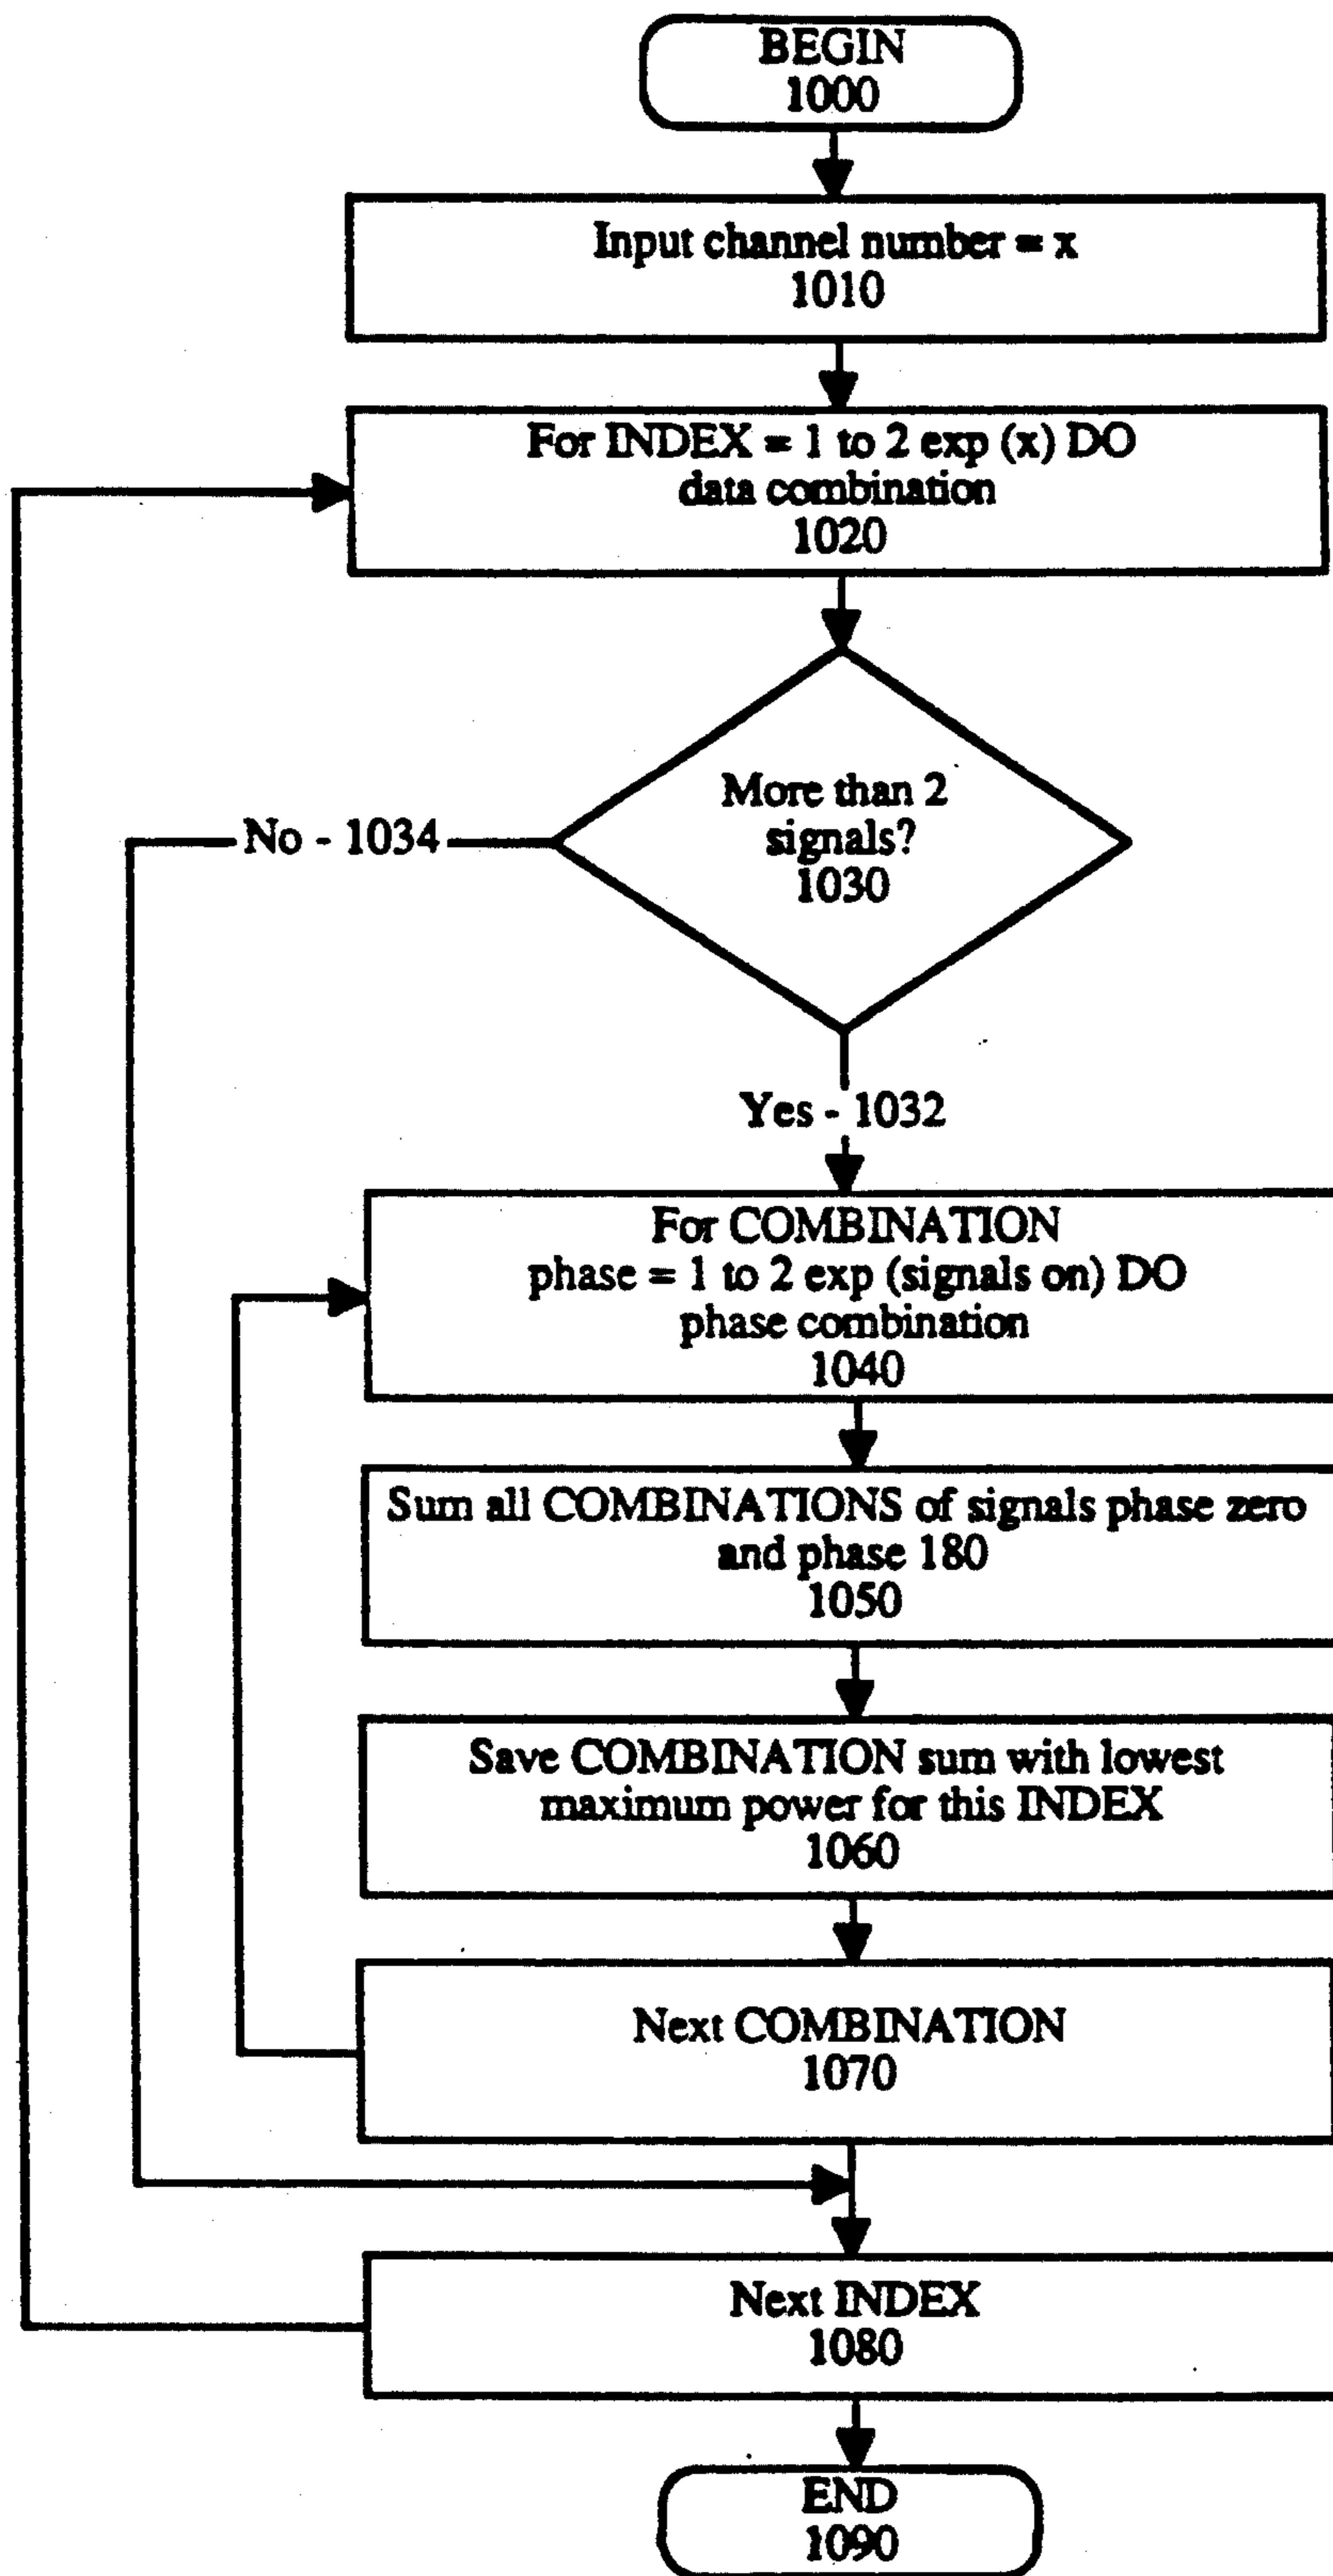 BEGIN
1000
Input channel number = x
1010
For INDEX = 1 to 2 exp (x) DO
data combination
1020
More than 2
signals?
1030
No - 1034
Yes - 1032
For COMBINATION
phase = 1 to 2 exp (signals on) DO
phase combination
1040
Sum all COMBINATIONS of signals phase zero
and phase 180
1050
Save COMBINATION sum with lowest
maximum power for this INDEX
1060
Next COMBINATION
1070
Next INDEX
1080
END
1090